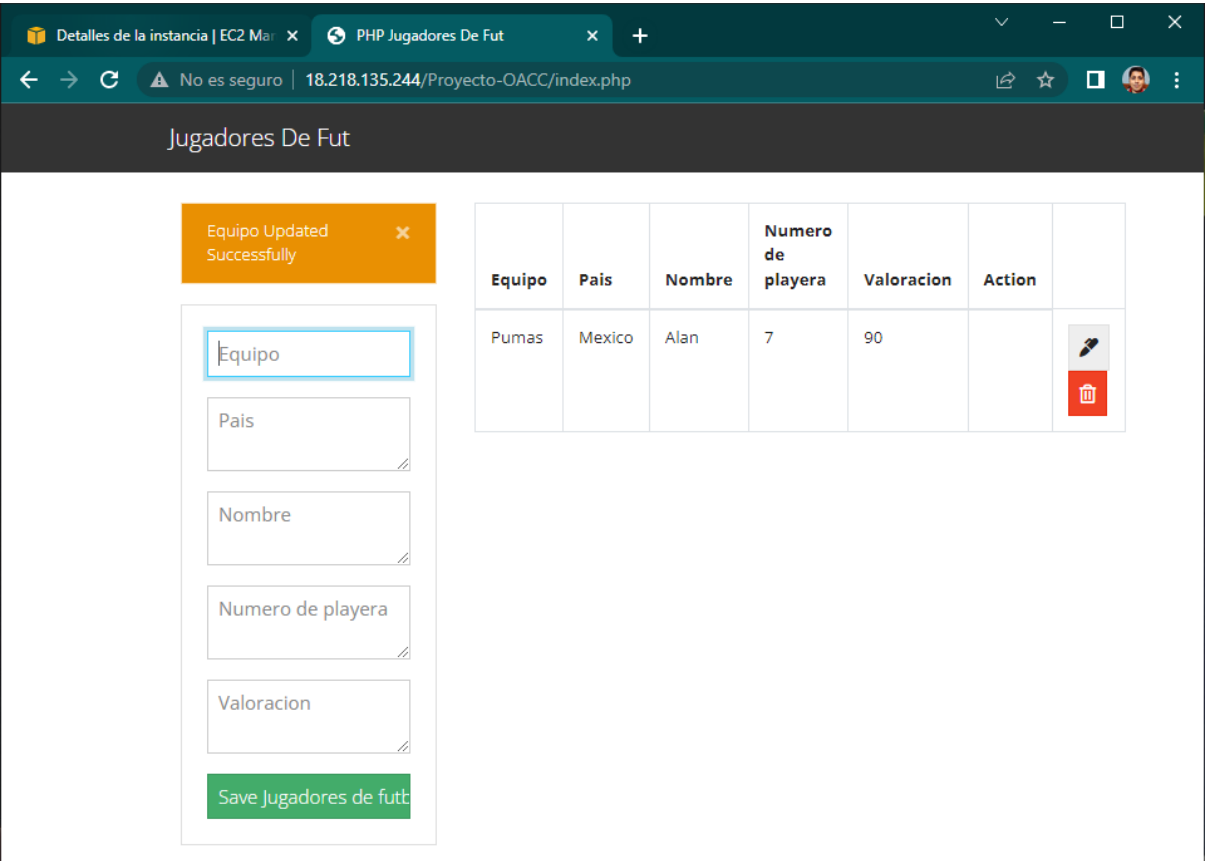 Detalles de la instancia | EC2 Mar
PHP Jugadores De Fut
No es seguro | 18.218.135.244/Proyecto-OACC/index.php
Jugadores De Fut
Equipo Updated
Successfully
Equipo
Pais
Nombre
Numero de playera
Valoracion
Save Jugadores de futb
Equipo Pais Nombre Numero de playera Valoracion Action
Pumas Mexico Alan 7 90